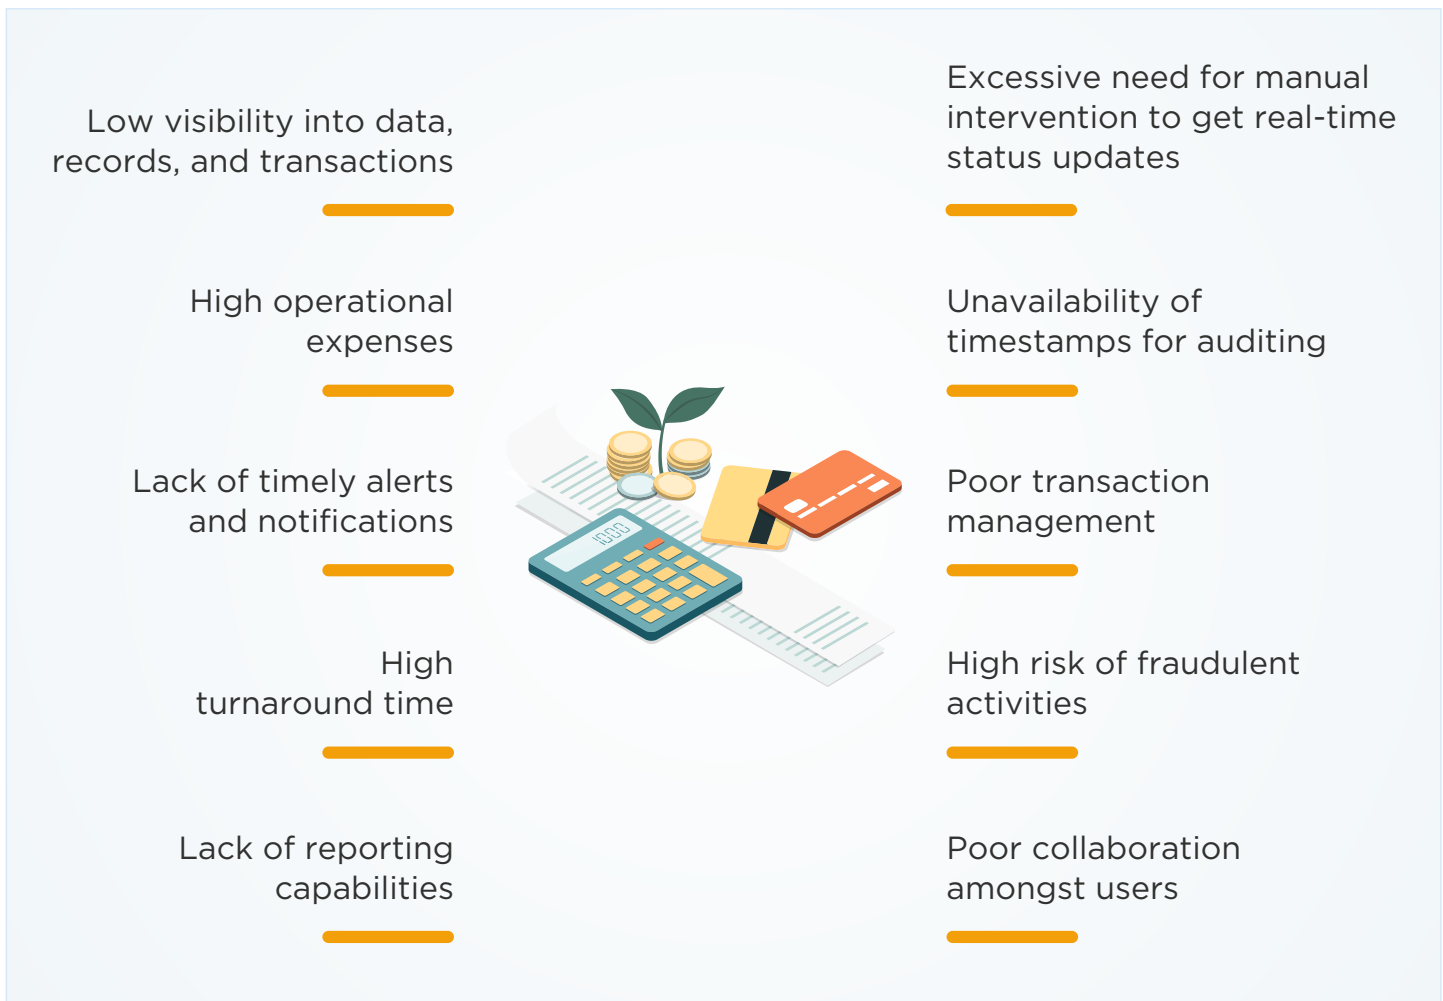 Low visibility into data,
records, and transactions
High operational
expenses
Lack of timely alerts
and notifications
High
turnaround time
Lack of reporting
capabilities
1000
Excessive need for manual
intervention to get real-time
status updates
Unavailability of
timestamps for auditing
Poor transaction
management
High risk of fraudulent
activities
Poor collaboration
amongst users